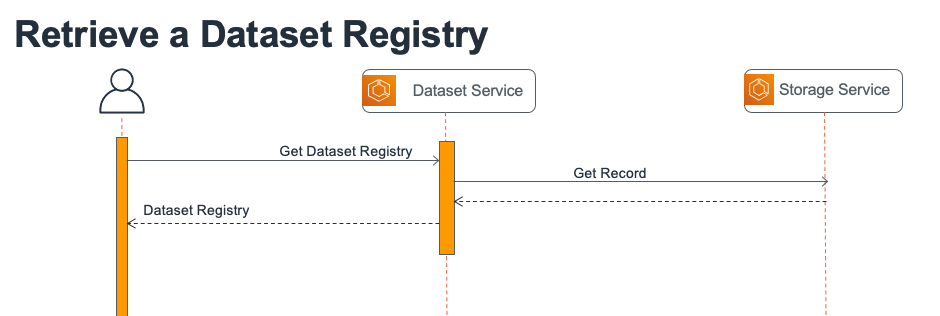 Retrieve a Dataset Registry
Dataset Service
Storage Service
Get Dataset Registry
Get Record
Dataset Registry